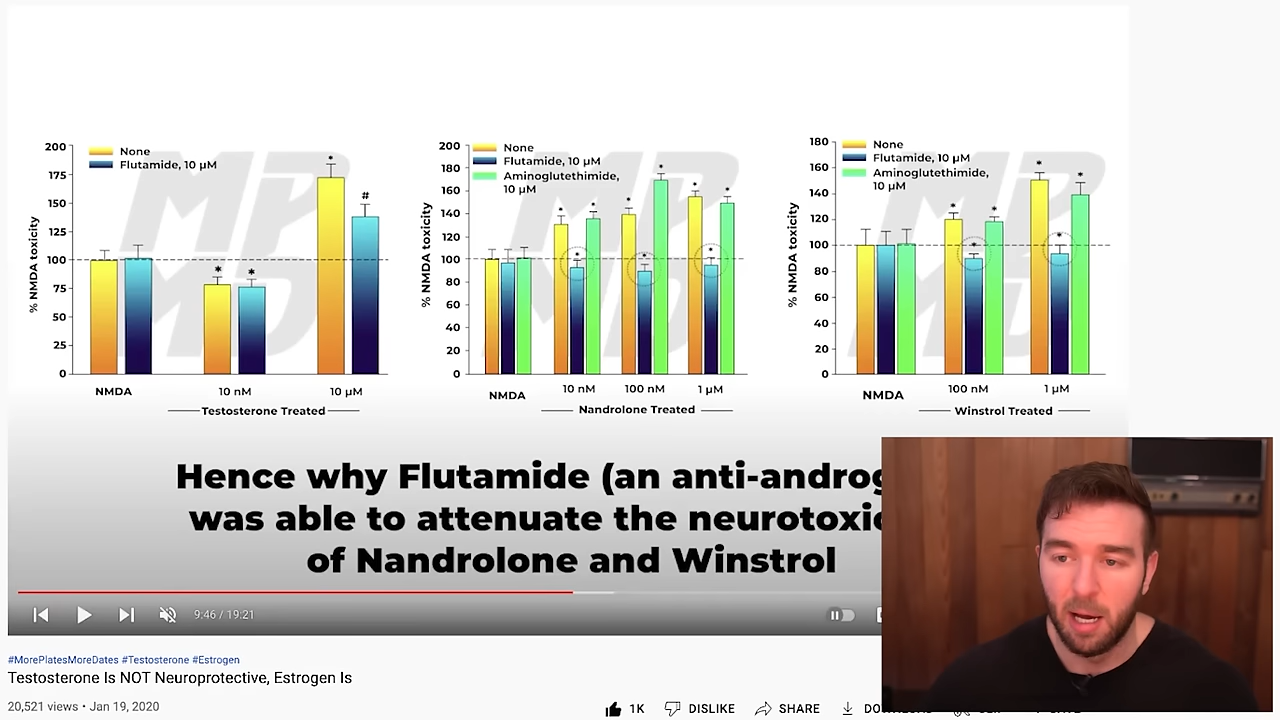 200
175
150
125
100
75
50
25
0
% NMDA toxicity
None
Flutamide, 10 µM
*
*
*
#
NMDA
10 nM
10 µM
Testosterone Treated
200
180
160
140
120
100
80
60
40
20
0
% NMDA toxicity
None
Flutamide, 10 µM
Aminoglutethimide,
10 µM
*
*
*
*
*
*
*
*
*
NMDA
10 nM
100 nM
1 µM
Nandrolone Treated
180
160
140
120
100
80
60
40
20
0
% NMDA toxicity
None
Flutamide, 10 µM
Aminoglutethimide,
10 µM
*
*
*
*
*
*
NMDA
100 nM
1 µM
Winstrol Treated
MP
MD
MP
MD
MP
MD
Hence why Flutamide (an anti-androg
was able to attenuate the neurotoxic
of Nandrolone and Winstrol
9:46 / 19:21
#MorePlatesMoreDates #Testosterone #Estrogen
Testosterone Is NOT Neuroprotective, Estrogen Is
20,521 views • Jan 19, 2020
1K DISLIKE SHARE